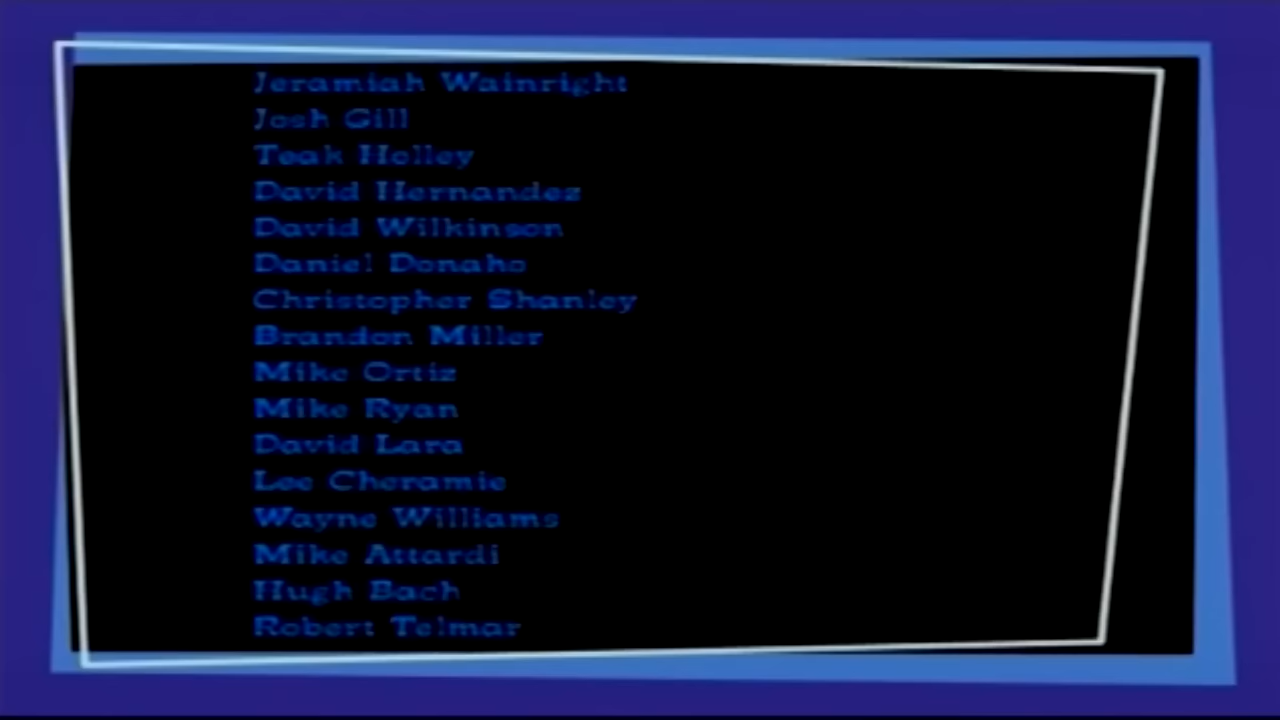 Jeramiah Wainright
Josh Gill
Teak Holley
David Hernandez
David Wilkinson
Daniel Donaho
Christopher Shanley
Brandon Miller
Mike Ortiz
Mike Ryan
David Lara
Lee Cheramie
Wayne Williams
Mike Attardi
Hugh Bach
Robert Telmar